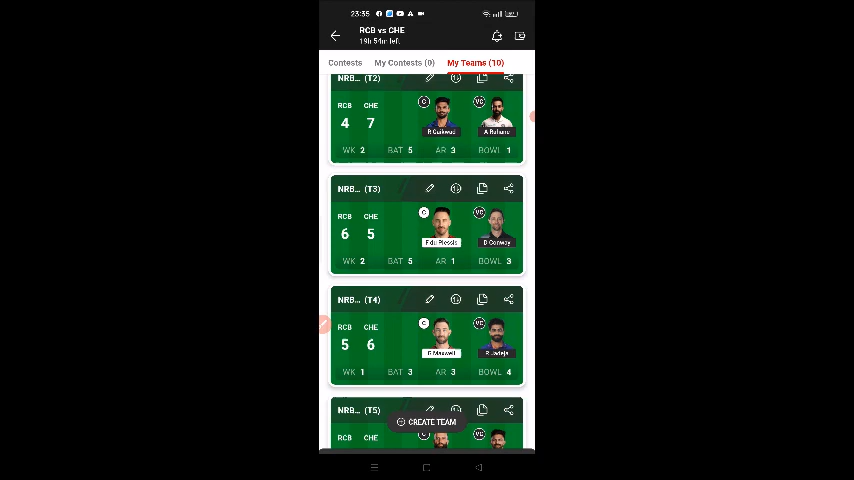 23:35
RCB vs CHE
19h 54m left
Contests My Contests (0) My Teams (10)
NRB... (T2)
RCB CHE
4 7
C VC
R Gaikwad A Rahane
WK 2 BAT 5 AR 3 BOWL 1
NRB... (T3)
RCB CHE
6 5
C VC
F du Plessis D Conway
WK 2 BAT 5 AR 1 BOWL 3
NRB... (T4)
RCB CHE
5 6
C VC
G Maxwell R Jadeja
WK 1 BAT 3 AR 3 BOWL 4
NRB... (T5)
CREATE TEAM
RCB CHE
C VC